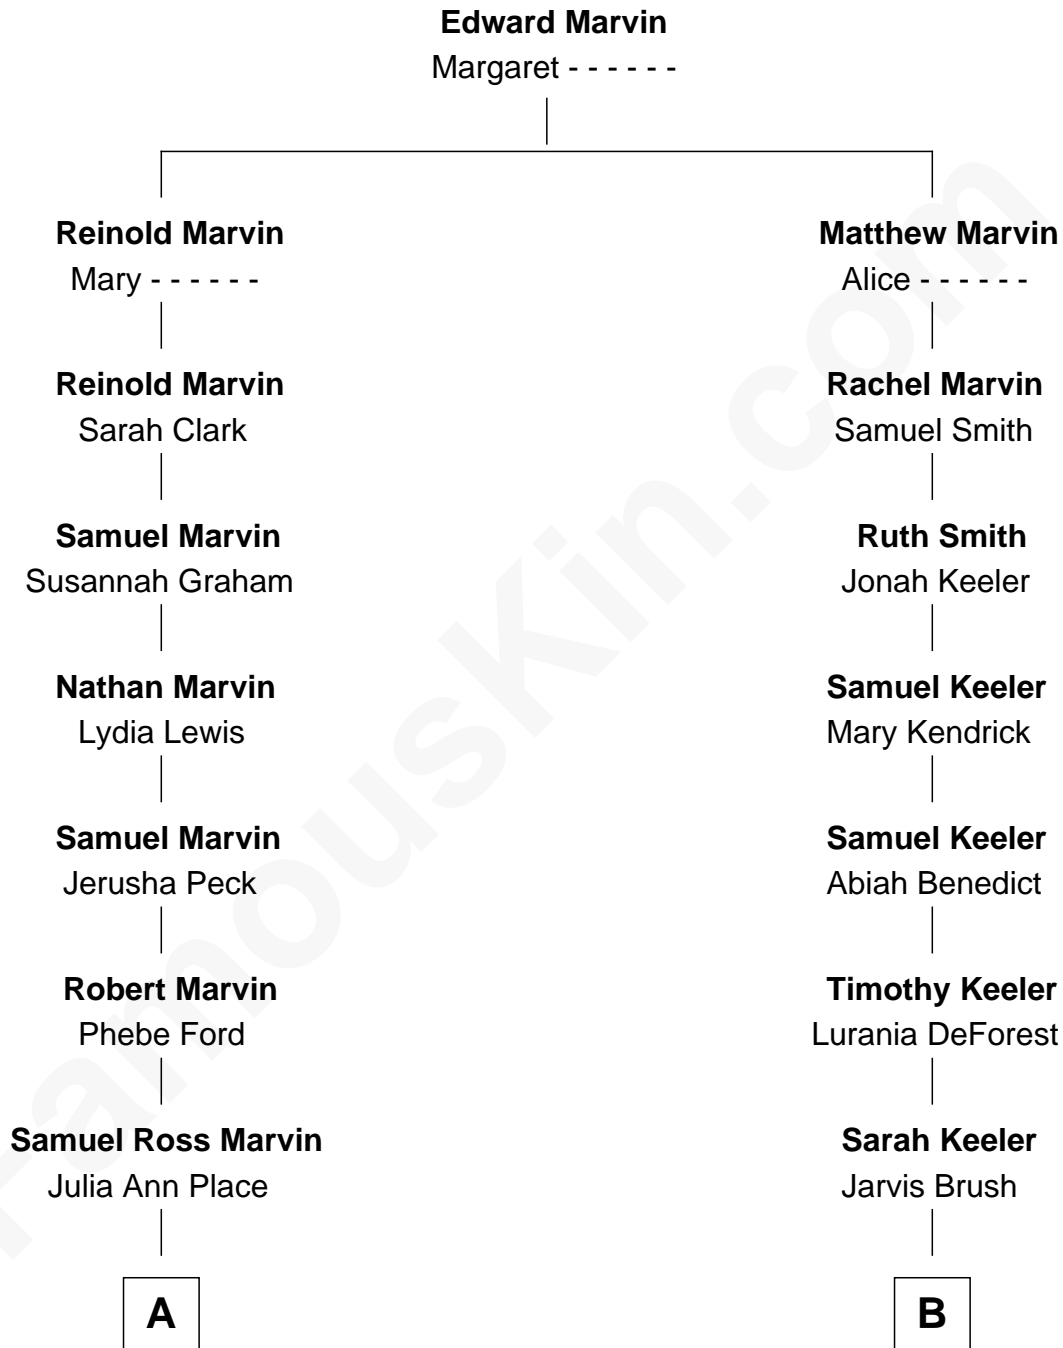 Edward Marvin
Margaret - - - - - -
Reinold Marvin
Mary - - - - - -
Matthew Marvin
Alice - - - - - -
Reinold Marvin
Sarah Clark
Rachel Marvin
Samuel Smith
Samuel Marvin
Susannah Graham
Ruth Smith
Jonah Keeler
Nathan Marvin
Lydia Lewis
Samuel Keeler
Mary Kendrick
Samuel Marvin
Jerusha Peck
Samuel Keeler
Abiah Benedict
Robert Marvin
Phebe Ford
Timothy Keeler
Lurania DeForest
Samuel Ross Marvin
Julia Ann Place
Sarah Keeler
Jarvis Brush
A
B
FamousKin.com